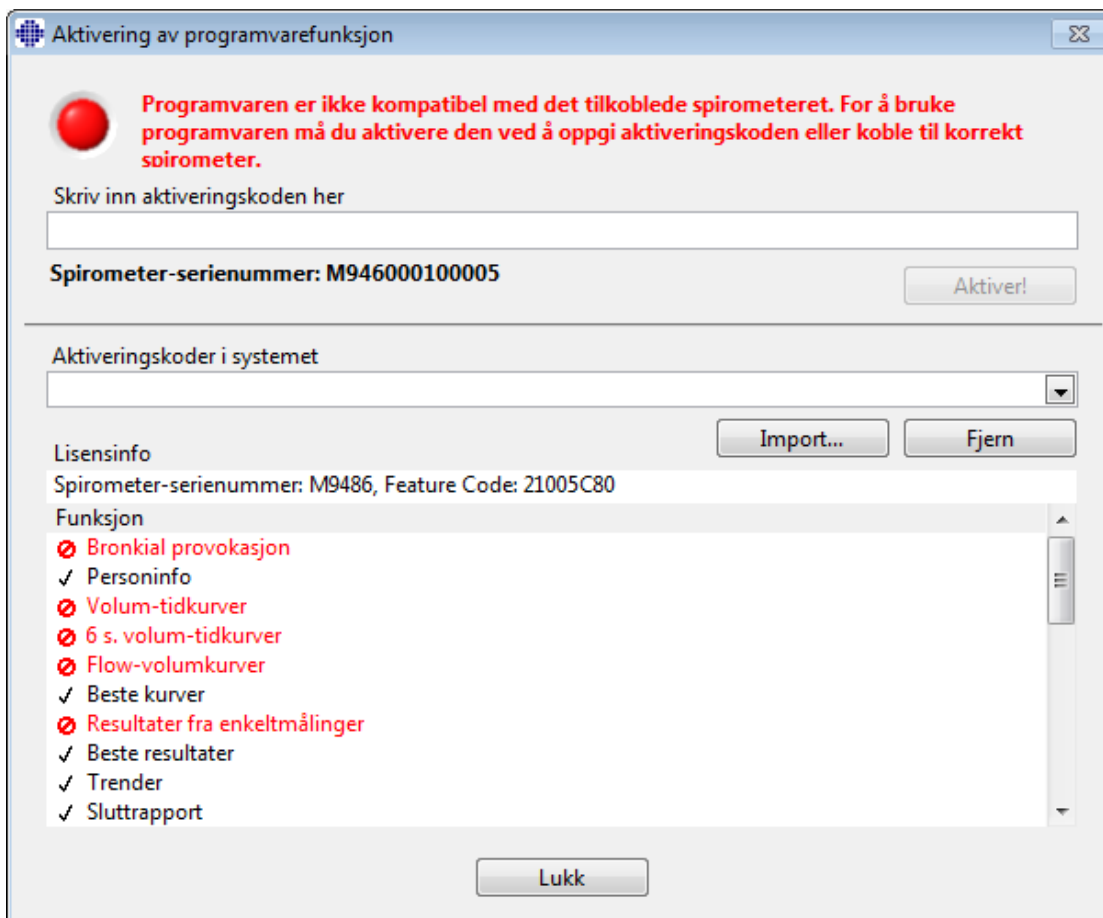 Aktivering av programvarefunksjon
Programvaren er ikke kompatibel med det tilkoblede spirometeret. For å bruke
programvaren må du aktivere den ved å oppgi aktiveringskoden eller koble til korrekt
spirometer.
Skriv inn aktiveringskoden her
Spirometer-serienummer: M946000100005
Aktiver!
Aktiveringskoder i systemet
Import...
Fjern
Lisensinfo
Spirometer-serienummer: M9486, Feature Code: 21005C80
Funksjon
Bronkial provokasjon
Personinfo
Volum-tidkurver
6 s. volum-tidkurver
Flow-volumkurver
Beste kurver
Resultater fra enkeltmålinger
Beste resultater
Trender
Sluttrapport
Lukk